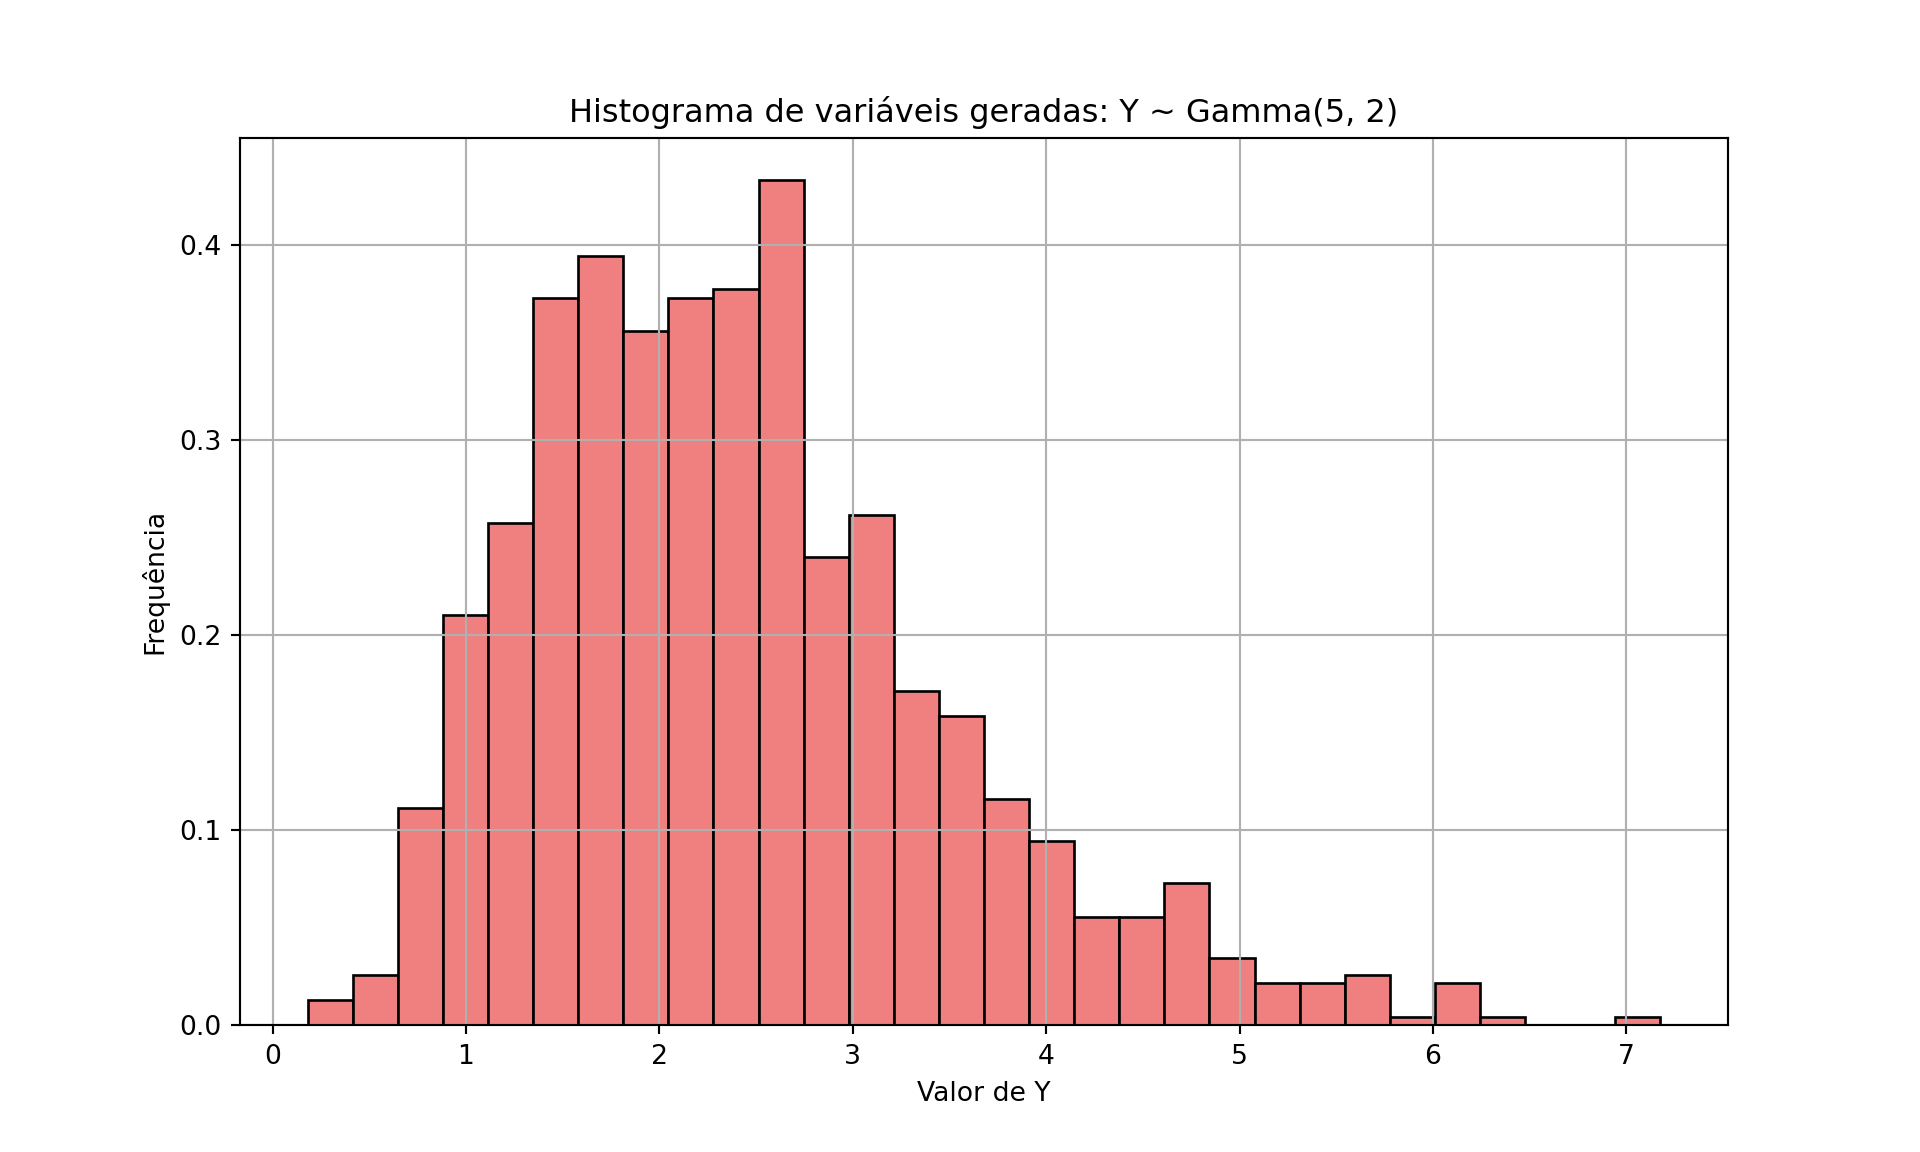 Histograma de variáveis geradas: Y ~ Gamma(5, 2)
Frequência
0.4
0.3
0.2
0.1
0.0
0 1 2 3 4 5 6 7
Valor de Y